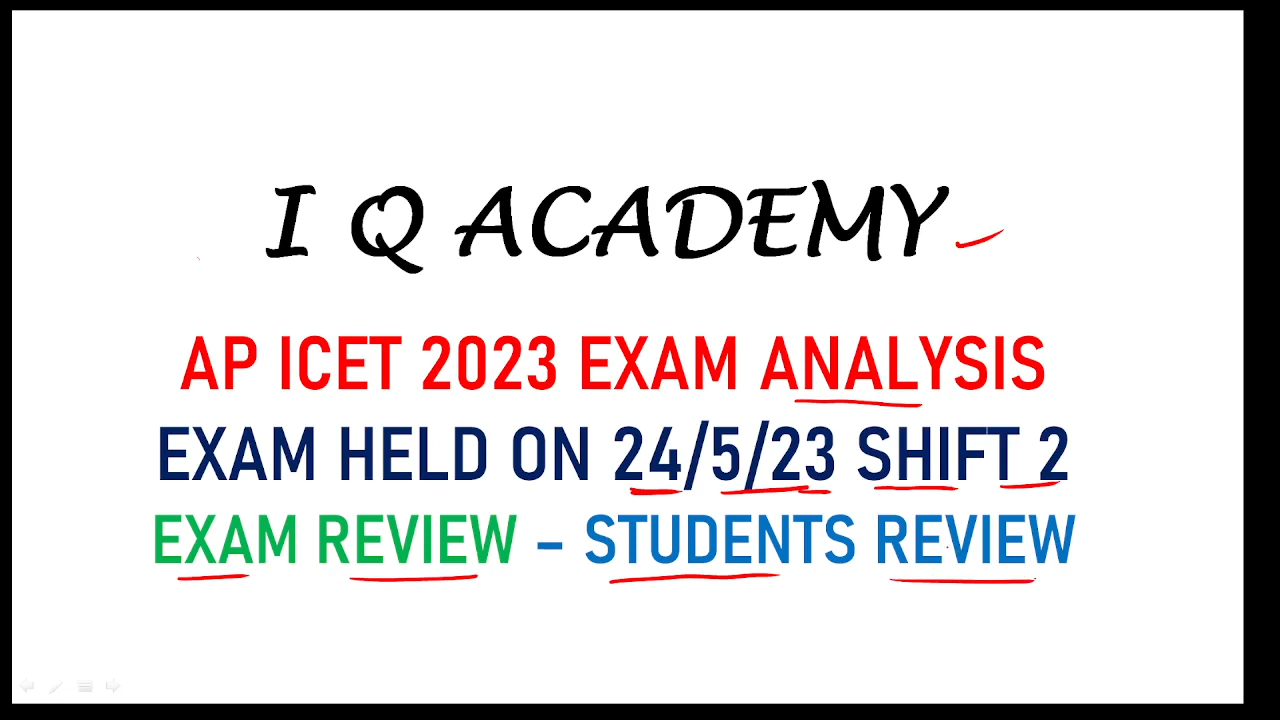 I Q ACADEMY
AP ICET 2023 EXAM ANALYSIS
EXAM HELD ON 24/5/23 SHIFT 2
EXAM REVIEW – STUDENTS REVIEW